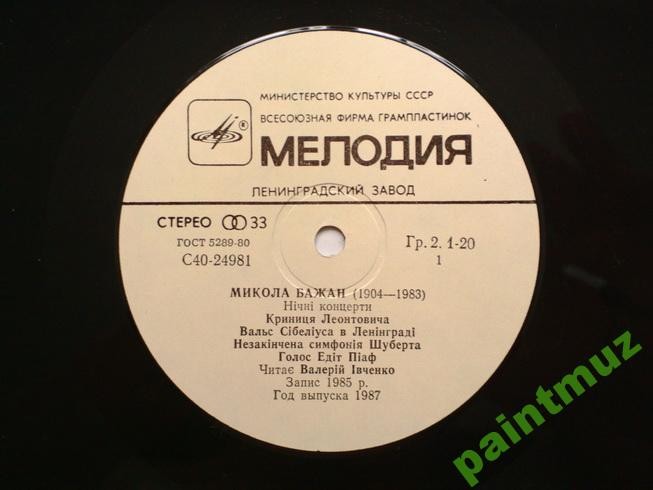 МИНИСТЕРСТВО КУЛЬТУРЫ СССР
ВСЕСОЮЗНАЯ ФИРМА ГРАМПЛАСТИНОК
МЕЛОДИЯ
ЛЕНИНГРАДСКИЙ ЗАВОД
СТЕРЕО 33
ГОСТ 5289-80
С40-24981
Гр. 2. 1-20
1
МИКОЛА БАЖАН (1904—1983)
Нічні концерти
Криниця Леонтовича
Вальс Сібеліуса в Ленінграді
Незакінчена симфонія Шуберта
Голос Едіт Піаф
Читає Валерій Івченко
Запис 1985 р.
Год выпуска 1987
paintmuz